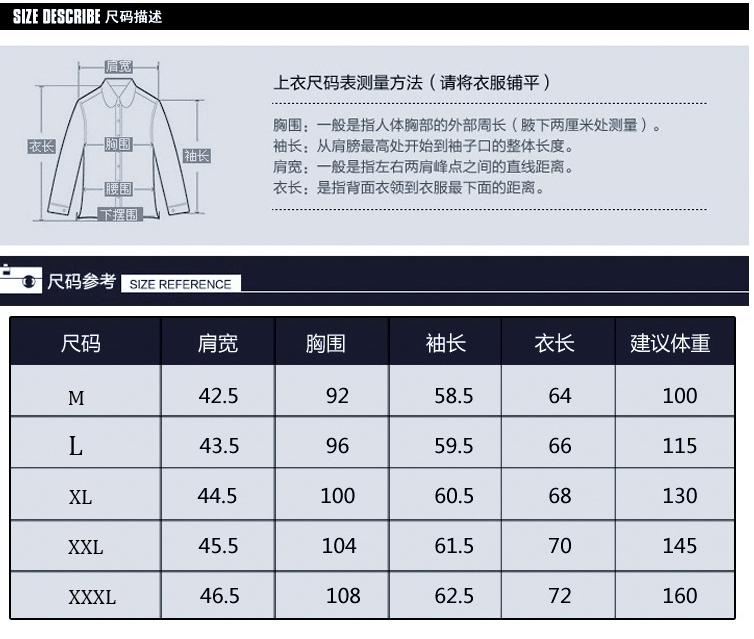 SIZE DESCRIBE 尺码描述
肩宽
上衣尺码表测量方法（请将衣服铺平）
胸围：一般是指人体胸部的外部周长（腋下两厘米处测量）。
衣长
胸围
袖长
袖长：从肩膀最高处开始到袖子口的整体长度。
肩宽：一般是指左右两肩峰点之间的直线距离。
腰围
衣长：是指背面衣领到衣服最下面的距离。
下摆围
尺码参考 SIZE REFERENCE
尺码 肩宽 胸围 袖长 衣长 建议体重
M 42.5 92 58.5 64 100
L 43.5 96 59.5 66 115
XL 44.5 100 60.5 68 130
XXL 45.5 104 61.5 70 145
XXXL 46.5 108 62.5 72 160